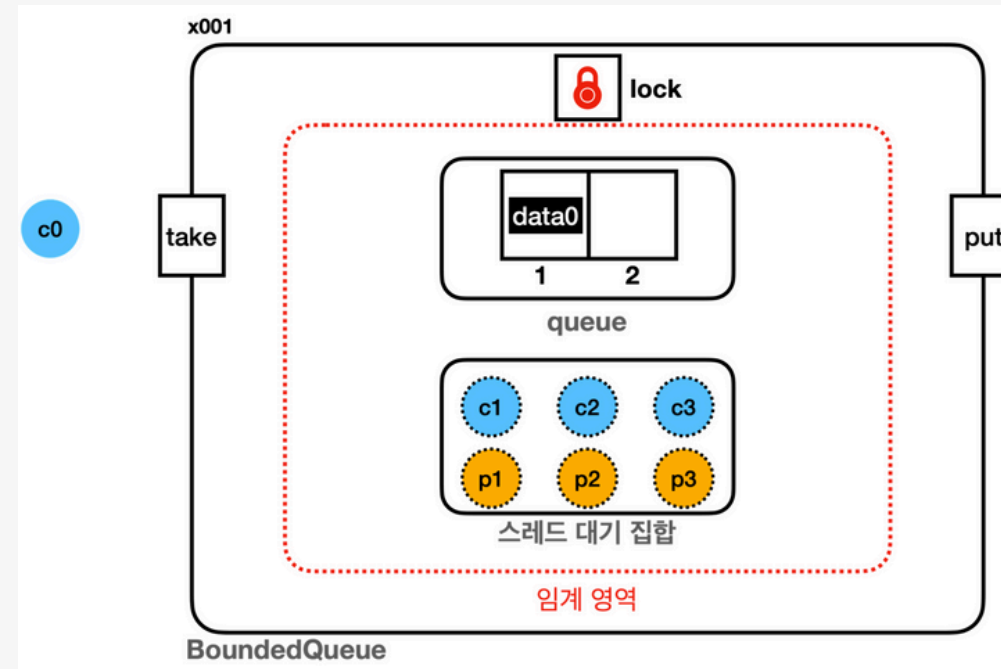 x001
lock
c0
take
data0
put
1 2
queue
c1 c2 c3
p1 p2 p3
스레드 대기 집합
임계 영역
BoundedQueue